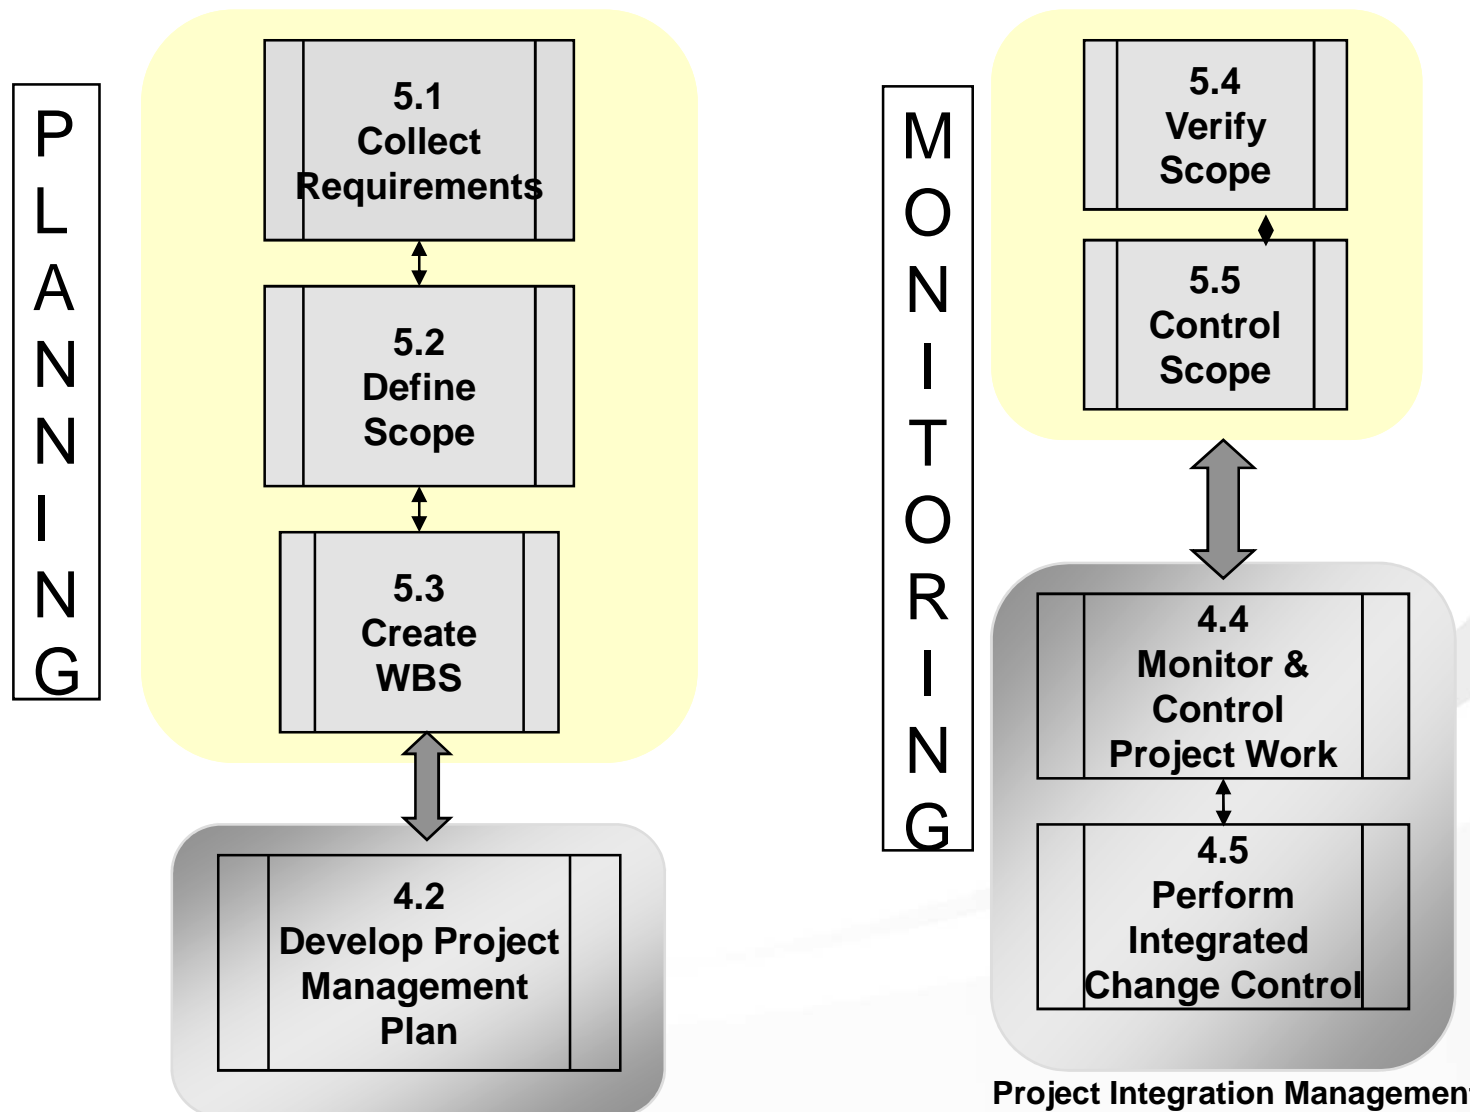 PLANNING
5.1
Collect
Requirements
5.2
Define
Scope
5.3
Create
WBS
4.2
Develop Project
Management
Plan
MONITORING
5.4
Verify
Scope
5.5
Control
Scope
4.4
Monitor &
Control
Project Work
4.5
Perform
Integrated
Change Control
Project Integration Management